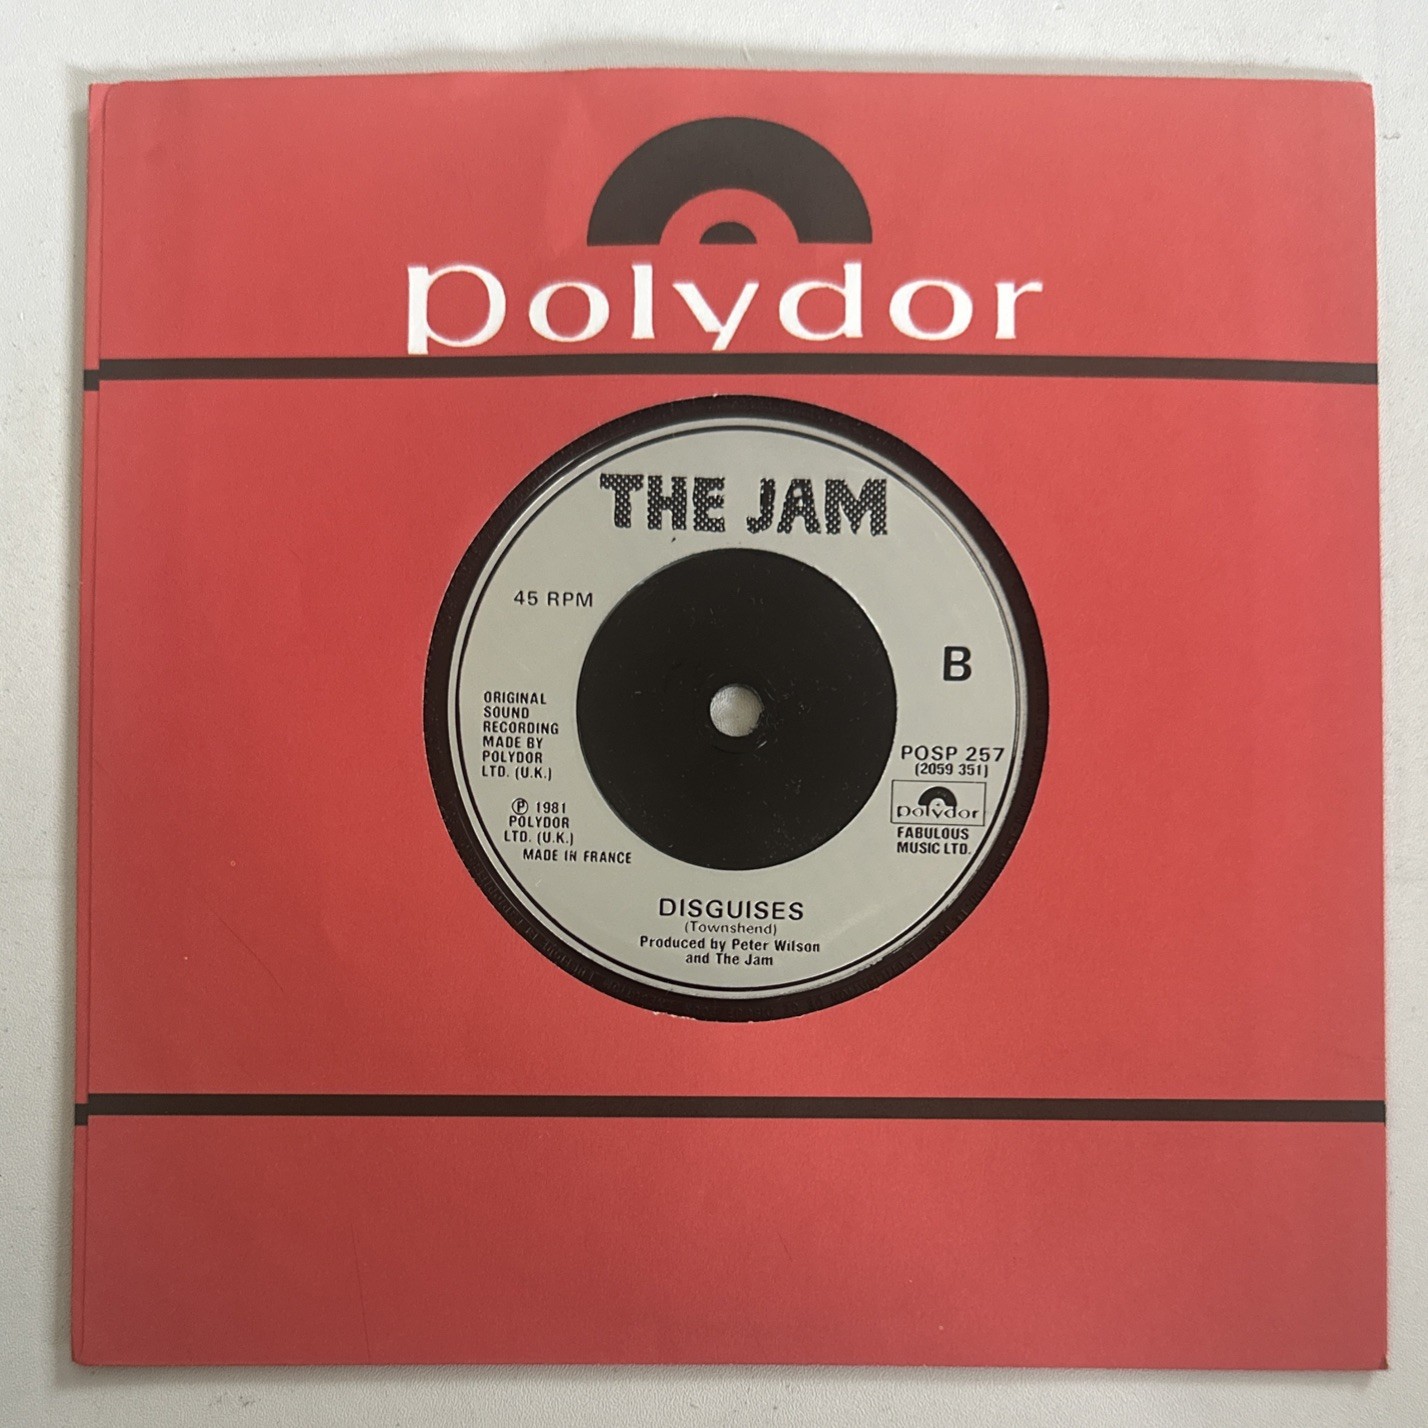 polydor
THE JAM
45 RPM
B
ORIGINAL
SOUND
RECORDING
MADE BY
POLYDOR
LTD. (U.K.)
Ⓟ 1981
POLYDOR
LTD. (U.K.)
MADE IN FRANCE
POSP 257
(2059 351)
polydor
FABULOUS
MUSIC LTD.
DISGUISES
(Townshend)
Produced by Peter Wilson
and The Jam